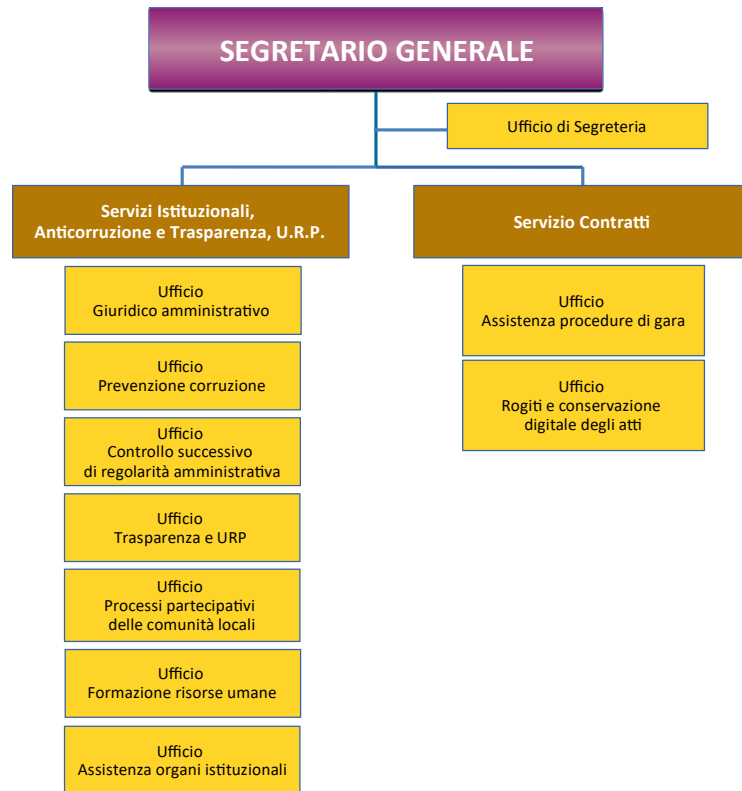 SEGRETARIO GENERALE
Ufficio di Segreteria
Servizi Istituzionali,
Anticorruzione e Trasparenza, U.R.P.
Ufficio
Giuridico amministrativo
Ufficio
Prevenzione corruzione
Ufficio
Controllo successivo
di regolarità amministrativa
Ufficio
Trasparenza e URP
Ufficio
Processi partecipativi
delle comunità locali
Ufficio
Formazione risorse umane
Ufficio
Assistenza organi istituzionali
Servizio Contratti
Ufficio
Assistenza procedure di gara
Ufficio
Rogiti e conservazione
digitale degli atti